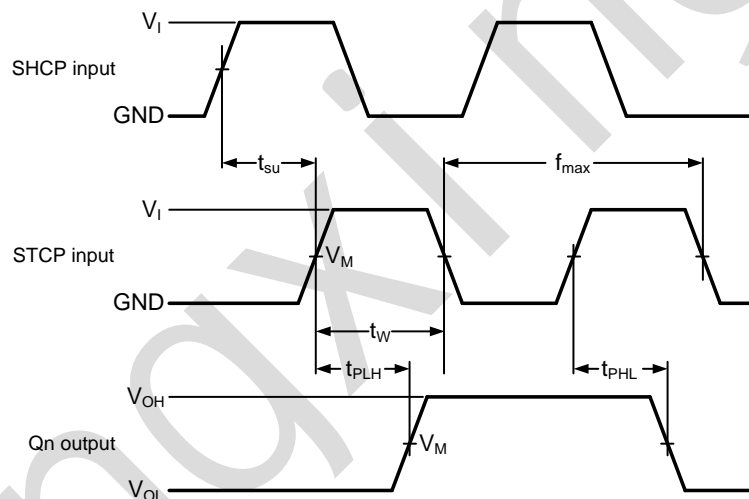 V_I
SHCP input
GND
t_su
f_max
V_I
STCP input
V_M
GND
t_W
t_PLH
t_PHL
V_OH
Qn output
V_M
V_OL